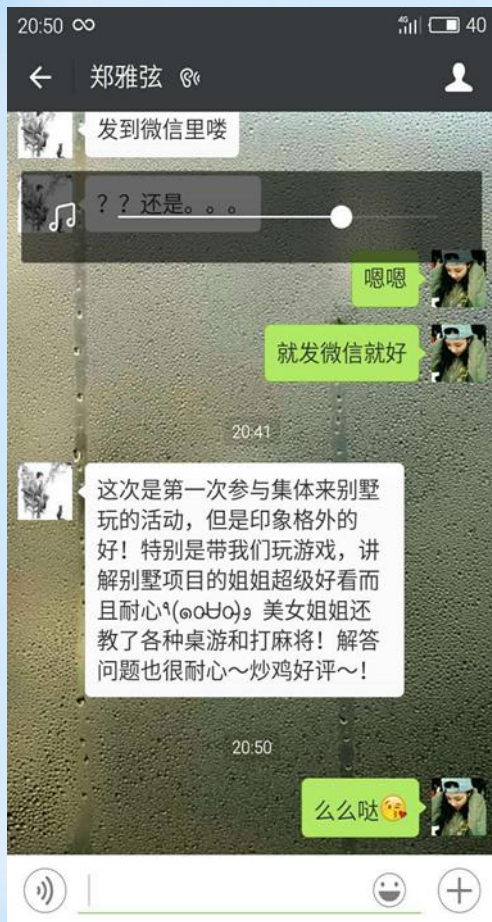 20:50
4G 40
郑雅弦
发到微信里喽
？？还是。。。
嗯嗯
就发微信就好
20:41
这次是第一次参与集体来别墅
玩的活动，但是印象格外的
好！特别是带我们玩游戏，讲
解别墅项目的姐姐超级好看而
且耐心٩(๑o∀o)۶ 美女姐姐还
教了各种桌游和打麻将！解答
问题也很耐心～炒鸡好评～！
20:50
么么哒😘